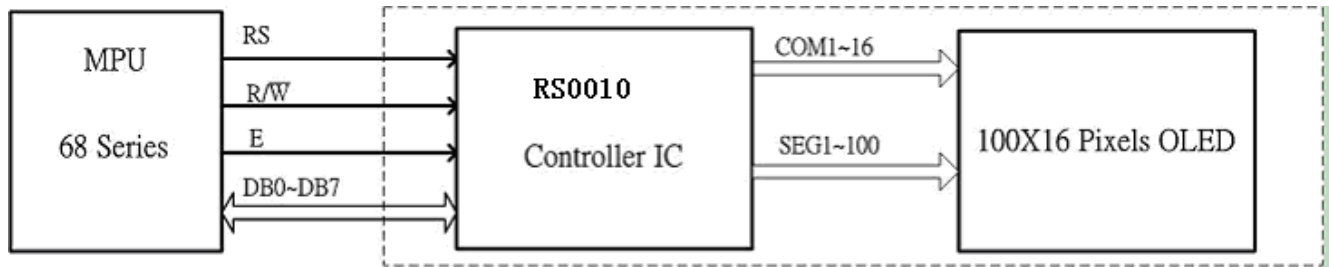 MPU
68 Series
RS
R/W̅
E
DB0~DB7
RS0010
Controller IC
COM1~16
SEG1~100
100X16 Pixels OLED